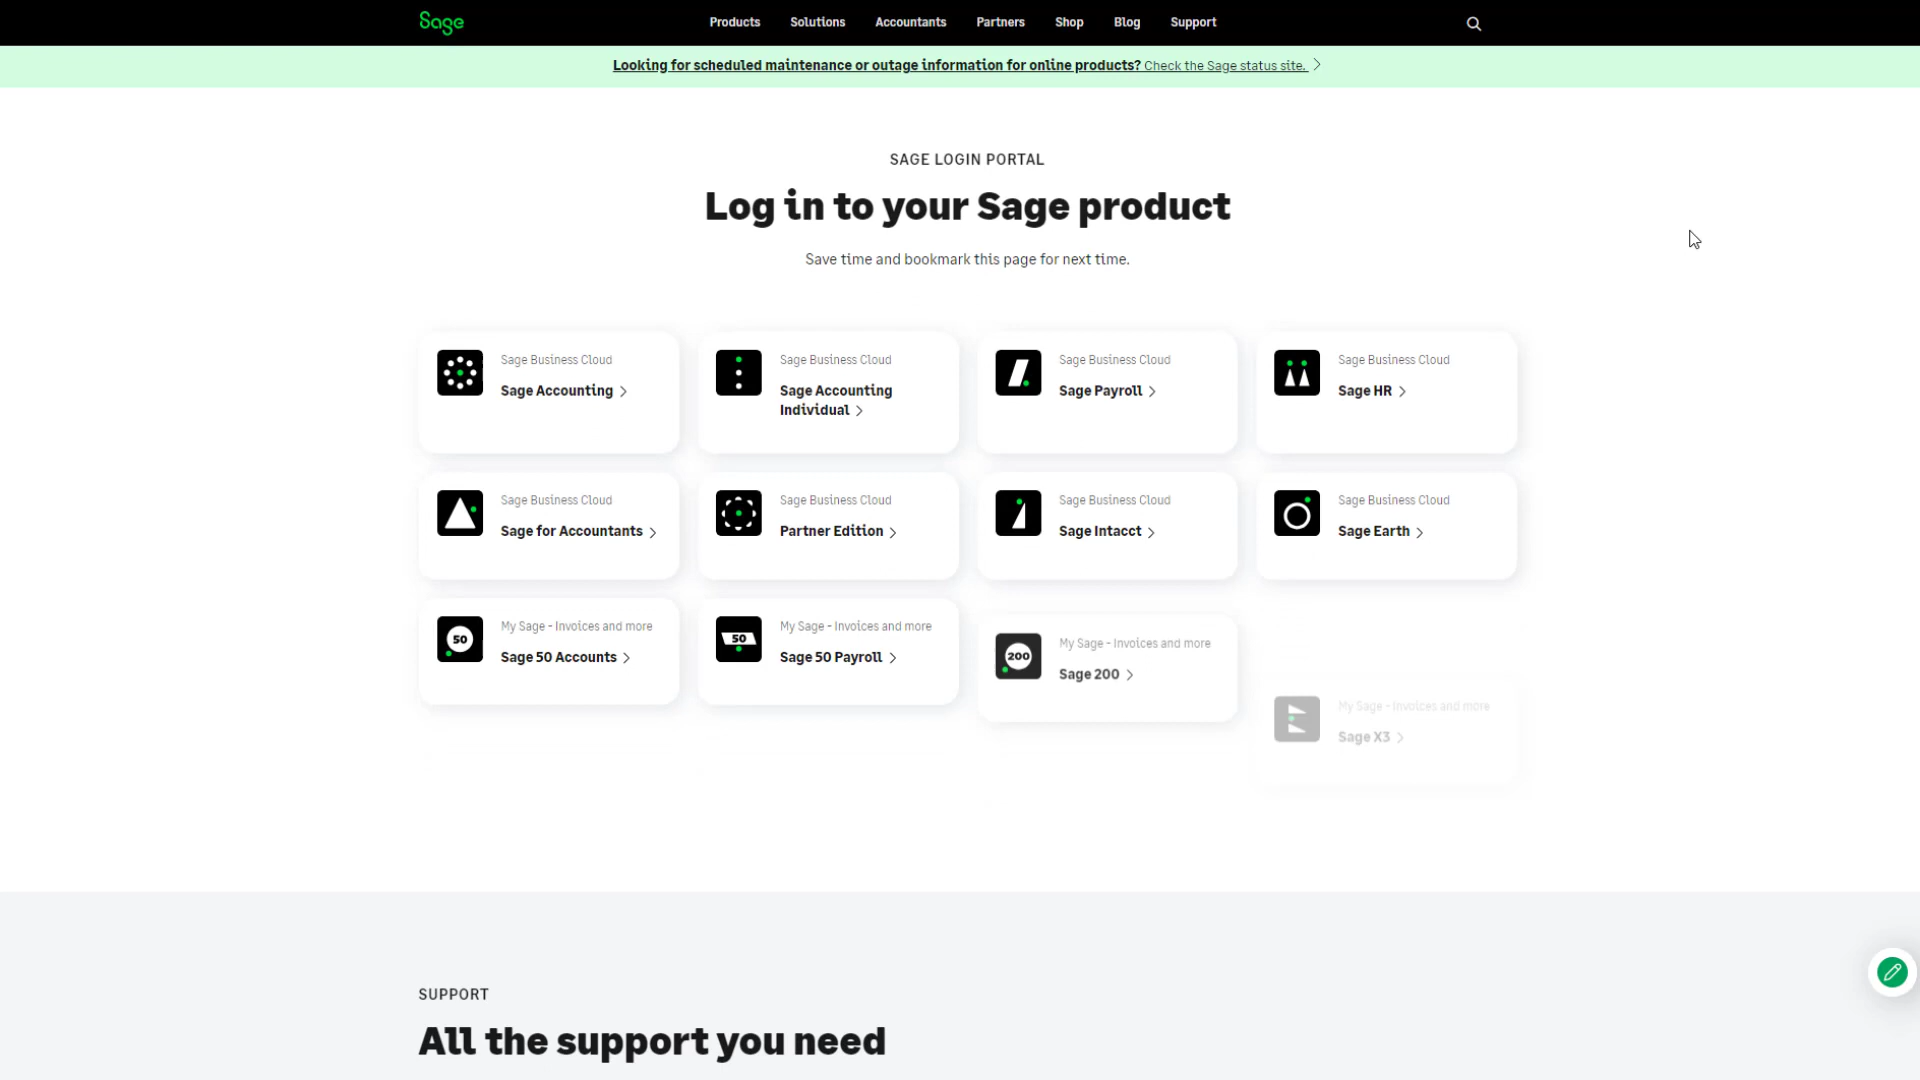 Sage
Products Solutions Accountants Partners Shop Blog Support
Looking for scheduled maintenance or outage information for online products? Check the Sage status site.
SAGE LOGIN PORTAL
Log in to your Sage product
Save time and bookmark this page for next time.
Sage Business Cloud
Sage Accounting
Sage Business Cloud
Sage Accounting
Individual
Sage Business Cloud
Sage Payroll
Sage Business Cloud
Sage HR
Sage Business Cloud
Sage for Accountants
Sage Business Cloud
Partner Edition
Sage Business Cloud
Sage Intacct
Sage Business Cloud
Sage Earth
50
My Sage - Invoices and more
Sage 50 Accounts
50
My Sage - Invoices and more
Sage 50 Payroll
200
My Sage - Invoices and more
Sage 200
My Sage - Invoices and more
Sage X3
SUPPORT
All the support you need